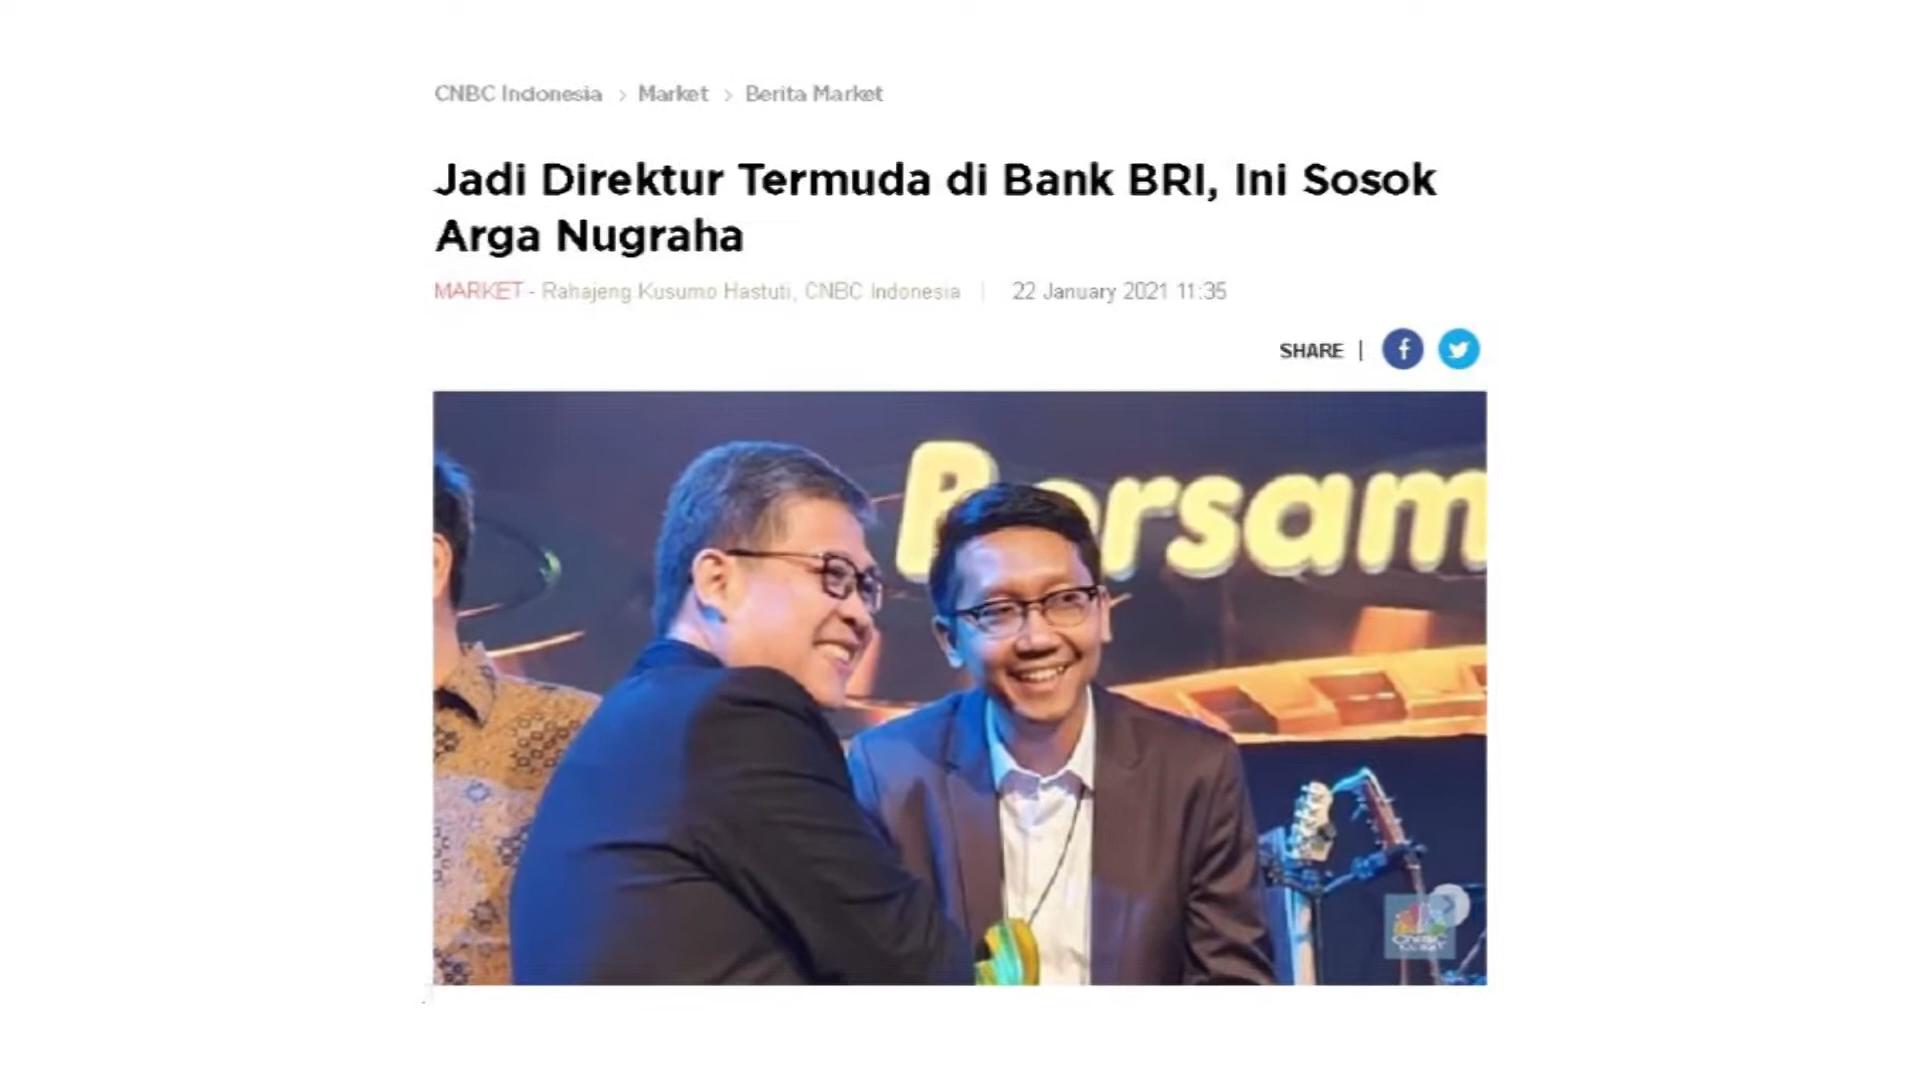 CNBC Indonesia > Market > Berita Market
Jadi Direktur Termuda di Bank BRI, Ini Sosok
Arga Nugraha
MARKET - Rahajeng Kusumo Hastuti, CNBC Indonesia | 22 January 2021 11:35
SHARE |
Bersam